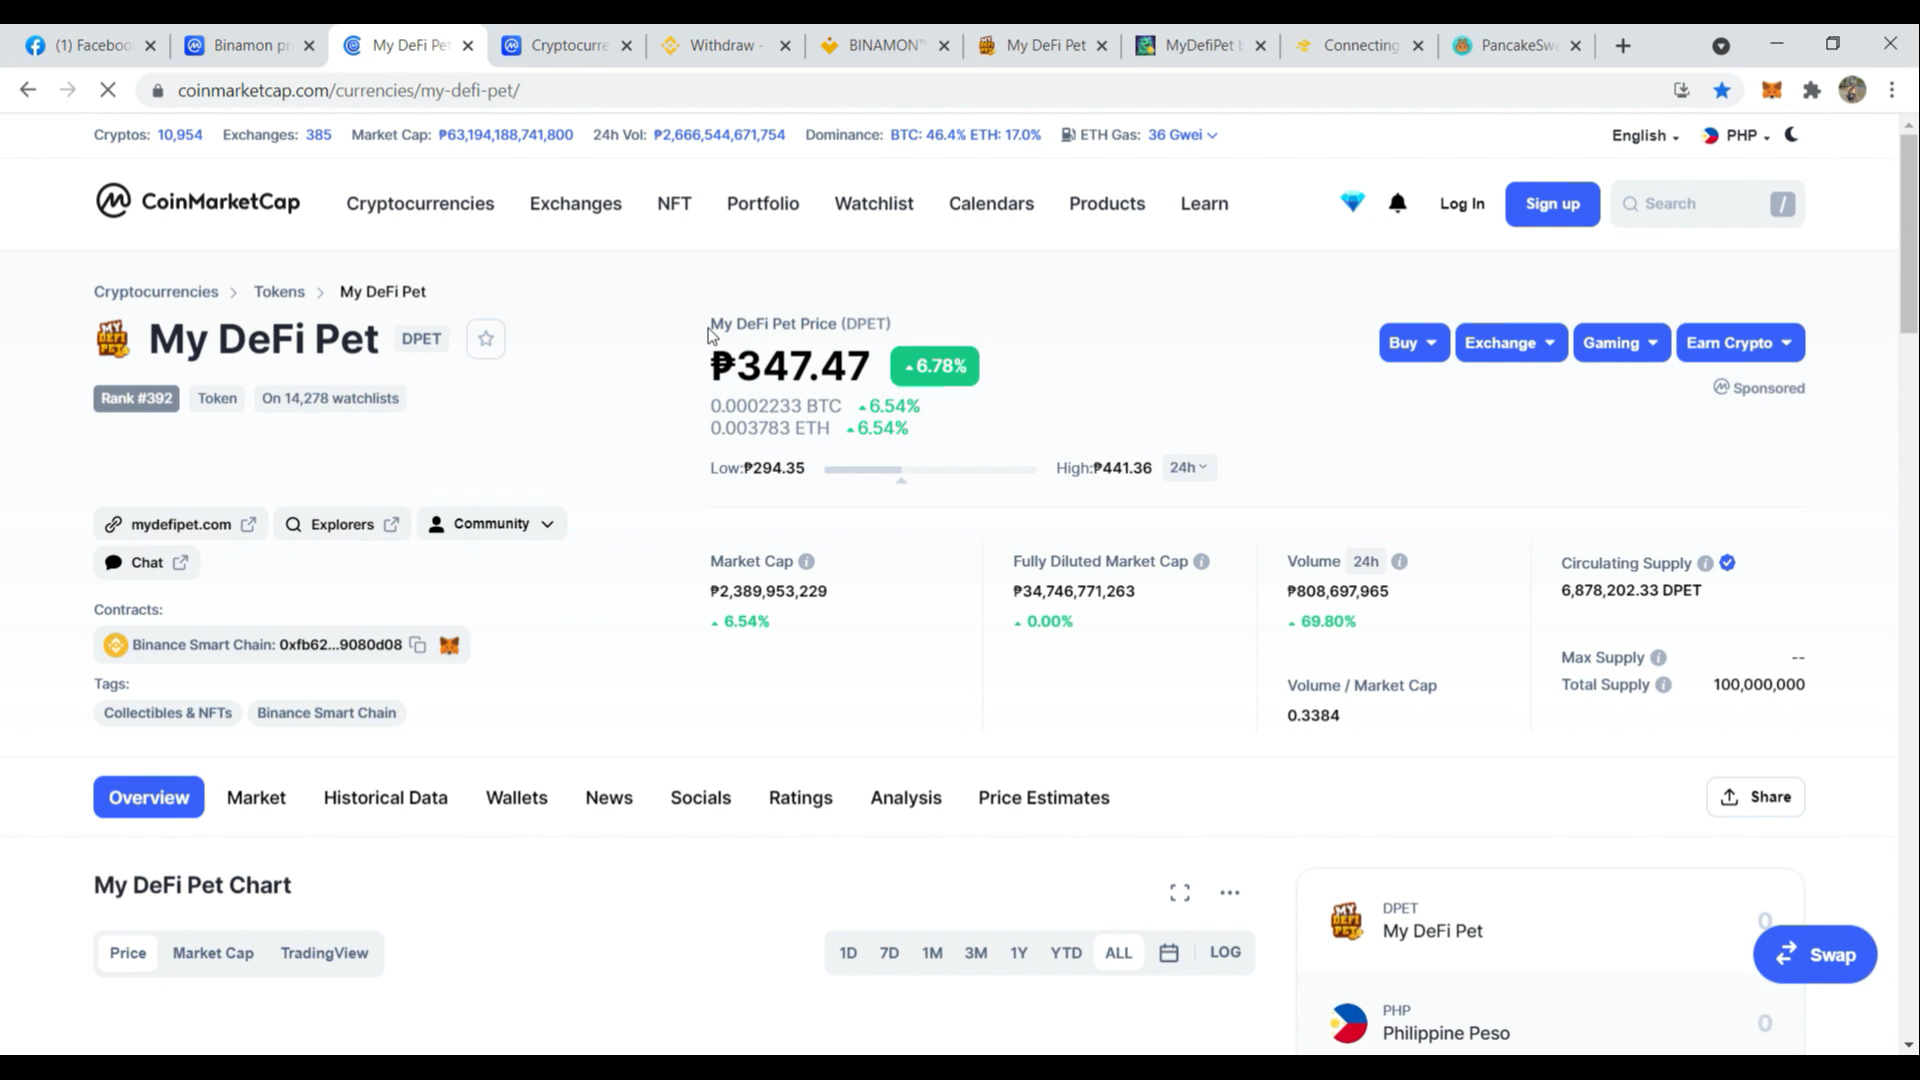 (1) Faceboo
Binamon pr
My DeFi Pet
Cryptocurre
Withdraw -
BINAMON™
My DeFi Pet
MyDefiPet
Connecting
PancakeSwa
coinmarketcap.com/currencies/my-defi-pet/
Cryptos: 10,954 Exchanges: 385 Market Cap: ₱63,194,188,741,800 24h Vol: ₱2,666,544,671,754 Dominance: BTC: 46.4% ETH: 17.0% ETH Gas: 36 Gwei
English PHP
CoinMarketCap
Cryptocurrencies Exchanges NFT Portfolio Watchlist Calendars Products Learn
Log In Sign up Search /
Cryptocurrencies > Tokens > My DeFi Pet
My DeFi Pet DPET
Rank #392 Token On 14,278 watchlists
My DeFi Pet Price (DPET)
₱347.47 6.78%
0.0002233 BTC 6.54%
0.003783 ETH 6.54%
Low:₱294.35 High:₱441.36 24h
Buy Exchange Gaming Earn Crypto
Sponsored
mydefipet.com Explorers Community
Chat
Contracts:
Binance Smart Chain: 0xfb62...9080d08
Tags:
Collectibles & NFTs Binance Smart Chain
Market Cap
₱2,389,953,229
6.54%
Fully Diluted Market Cap
₱34,746,771,263
0.00%
Volume 24h
₱808,697,965
69.80%
Volume / Market Cap
0.3384
Circulating Supply
6,878,202.33 DPET
Max Supply --
Total Supply 100,000,000
Overview Market Historical Data Wallets News Socials Ratings Analysis Price Estimates
Share
My DeFi Pet Chart
Price Market Cap TradingView
1D 7D 1M 3M 1Y YTD ALL LOG
DPET
My DeFi Pet
0
Swap
PHP
Philippine Peso
0